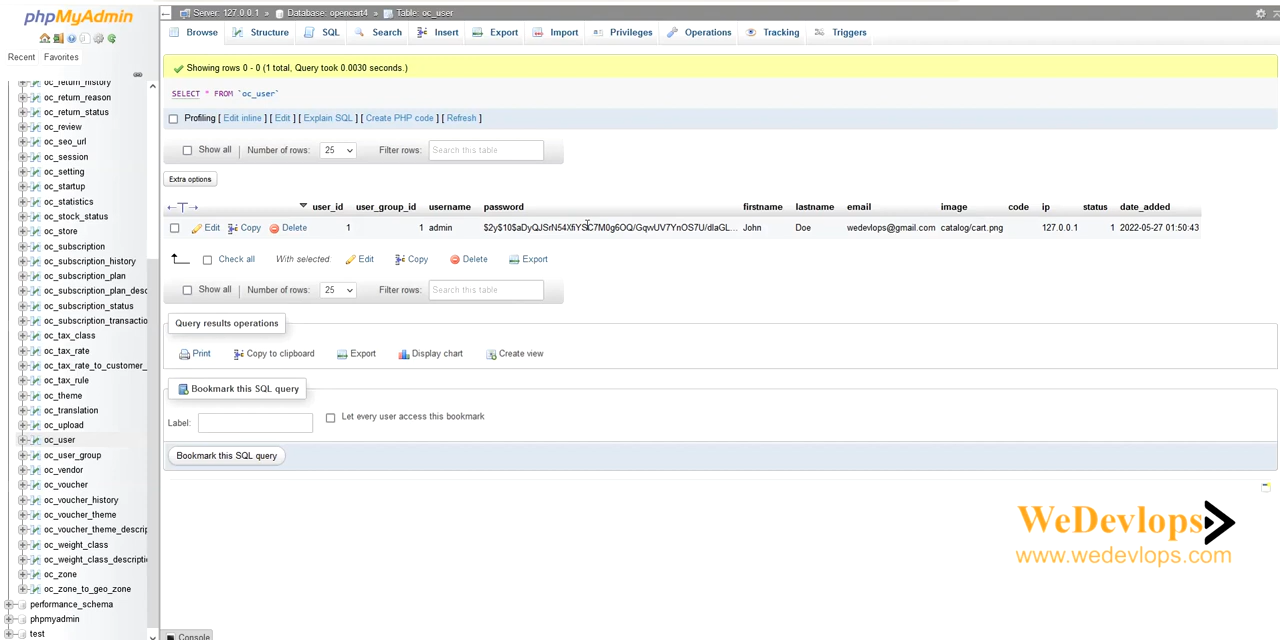 phpMyAdmin
Recent Favorites
oc_return_history
oc_return_reason
oc_return_status
oc_review
oc_seo_url
oc_session
oc_setting
oc_startup
oc_statistics
oc_stock_status
oc_store
oc_subscription
oc_subscription_history
oc_subscription_plan
oc_subscription_plan_desc
oc_subscription_status
oc_subscription_transactio
oc_tax_class
oc_tax_rate
oc_tax_rate_to_customer_
oc_tax_rule
oc_theme
oc_translation
oc_upload
oc_user
oc_user_group
oc_vendor
oc_voucher
oc_voucher_history
oc_voucher_theme
oc_voucher_theme_descrip
oc_weight_class
oc_weight_class_descriptio
oc_zone
oc_zone_to_geo_zone
performance_schema
phpmyadmin
test
Server: 127.0.0.1 » Database: opencart4 » Table: oc_user
Browse Structure SQL Search Insert Export Import Privileges Operations Tracking Triggers
Showing rows 0 - 0 (1 total, Query took 0.0030 seconds.)
SELECT * FROM `oc_user`
Profiling [ Edit inline ] [ Edit ] [ Explain SQL ] [ Create PHP code ] [ Refresh ]
Show all Number of rows: 25 Filter rows: Search this table
Extra options
user_id user_group_id username password firstname lastname email image code ip status date_added
Edit Copy Delete 1 1 admin John Doe wedevlops@gmail.com catalog/cart.png 127.0.0.1 1 2022-05-27 01:50:43
Check all With selected: Edit Copy Delete Export
Show all Number of rows: 25 Filter rows: Search this table
Query results operations
Print Copy to clipboard Export Display chart Create view
Bookmark this SQL query
Label: Let every user access this bookmark
Bookmark this SQL query
WeDevlops
www.wedevlops.com
Console